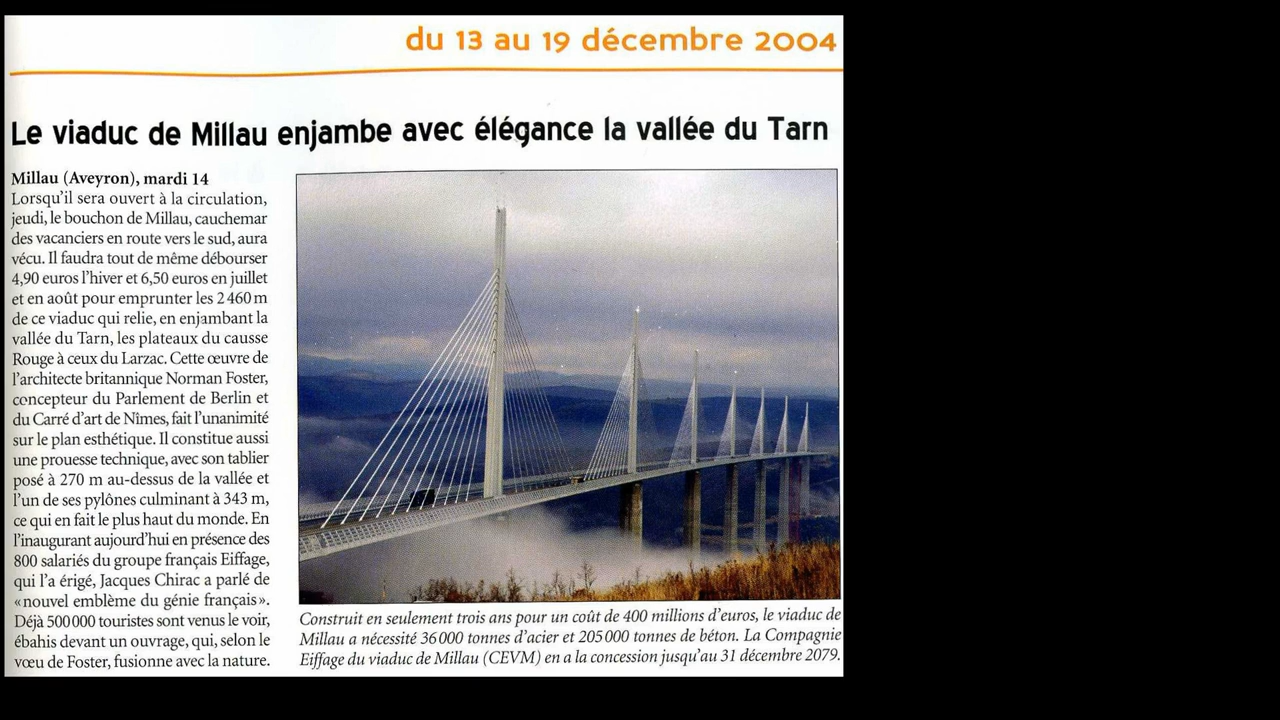 du 13 au 19 décembre 2004
Le viaduc de Millau enjambe avec élégance la vallée du Tarn
Millau (Aveyron), mardi 14
Lorsqu'il sera ouvert à la circulation,
jeudi, le bouchon de Millau, cauchemar
des vacanciers en route vers le sud, aura
vécu. Il faudra tout de même débourser
4,90 euros l'hiver et 6,50 euros en juillet
et en août pour emprunter les 2 460 m
de ce viaduc qui relie, en enjambant la
vallée du Tarn, les plateaux du causse
Rouge à ceux du Larzac. Cette œuvre de
l'architecte britannique Norman Foster,
concepteur du Parlement de Berlin et
du Carré d'art de Nîmes, fait l'unanimité
sur le plan esthétique. Il constitue aussi
une prouesse technique, avec son tablier
posé à 270 m au-dessus de la vallée et
l'un de ses pylônes culminant à 343 m,
ce qui en fait le plus haut du monde. En
l'inaugurant aujourd'hui en présence des
800 salariés du groupe français Eiffage,
qui l'a érigé, Jacques Chirac a parlé de
« nouvel emblème du génie français ».
Déjà 500 000 touristes sont venus le voir,
ébahis devant un ouvrage, qui, selon le
vœu de Foster, fusionne avec la nature.
Construit en seulement trois ans pour un coût de 400 millions d'euros, le viaduc de
Millau a nécessité 36 000 tonnes d'acier et 205 000 tonnes de béton. La Compagnie
Eiffage du viaduc de Millau (CEVM) en a la concession jusqu'au 31 décembre 2079.